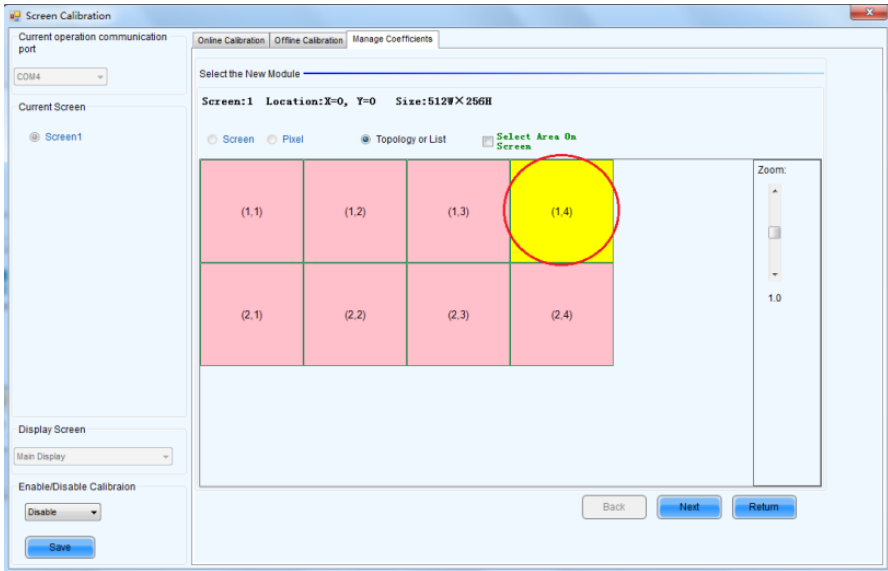 Screen Calibration
x
Current operation communication
port
COM4
Current Screen
Screen1
Display Screen
Main Display
Enable/Disable Calibraion
Disable
Save
Online Calibration
Offline Calibration
Manage Coefficients
Select the New Module
Screen:1 Location:X=0, Y=0 Size:512W×256H
Screen
Pixel
Topology or List
Select Area On
Screen
(1,1)
(1,2)
(1,3)
(1,4)
(2,1)
(2,2)
(2,3)
(2,4)
Zoom:
1.0
Back
Next
Return